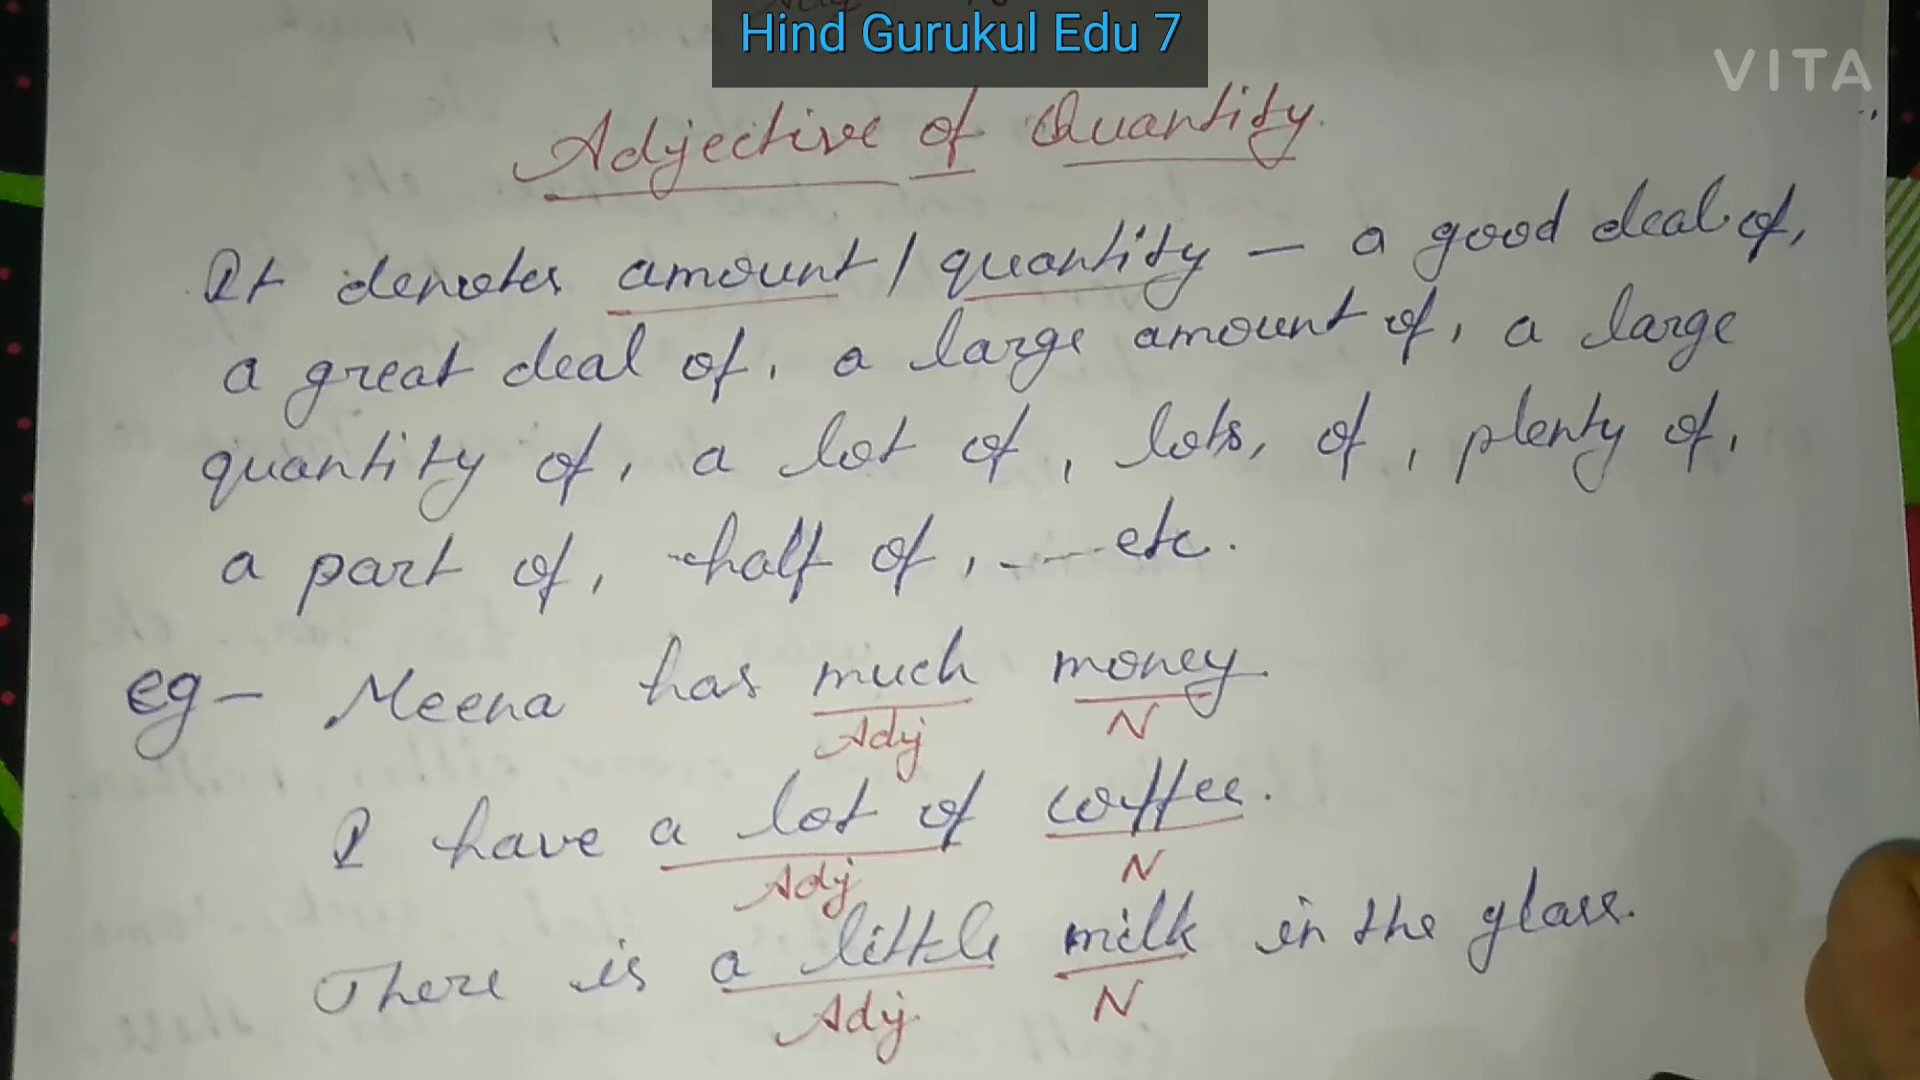 Hind Gurukul Edu 7
VITA
Adjective of Quantity.
It denotes amount/quantity – a good deal of,
a great deal of, a large amount of, a large
quantity of, a lot of, lots, of, plenty of,
a part of, half of, --- etc.
eg – Meena has much money.
Adj N
I have a lot of coffee.
Adj N
There is a little milk in the glass.
Adj. N